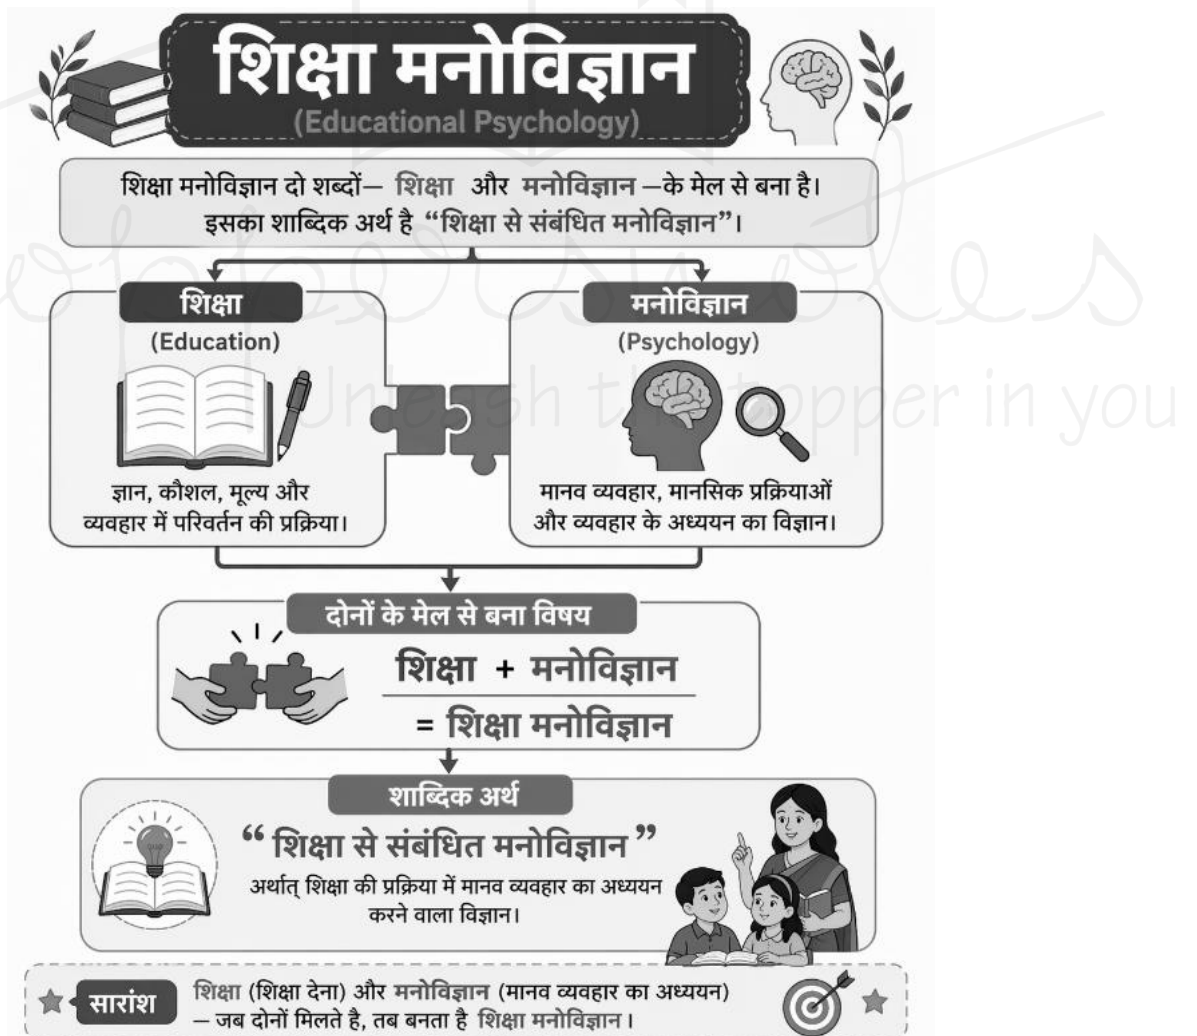 शिक्षा मनोविज्ञान
(Educational Psychology)
शिक्षा मनोविज्ञान दो शब्दों— शिक्षा और मनोविज्ञान —के मेल से बना है।
इसका शाब्दिक अर्थ है “शिक्षा से संबंधित मनोविज्ञान”।
शिक्षा
(Education)
ज्ञान, कौशल, मूल्य और
व्यवहार में परिवर्तन की प्रक्रिया।
मनोविज्ञान
(Psychology)
मानव व्यवहार, मानसिक प्रक्रियाओं
और व्यवहार के अध्ययन का विज्ञान।
दोनों के मेल से बना विषय
शिक्षा + मनोविज्ञान
= शिक्षा मनोविज्ञान
शाब्दिक अर्थ
“शिक्षा से संबंधित मनोविज्ञान”
अर्थात् शिक्षा की प्रक्रिया में मानव व्यवहार का अध्ययन
करने वाला विज्ञान।
सारांश
शिक्षा (शिक्षा देना) और मनोविज्ञान (मानव व्यवहार का अध्ययन)
— जब दोनों मिलते है, तब बनता है शिक्षा मनोविज्ञान।
toppersnotes
Unleash the topper in you